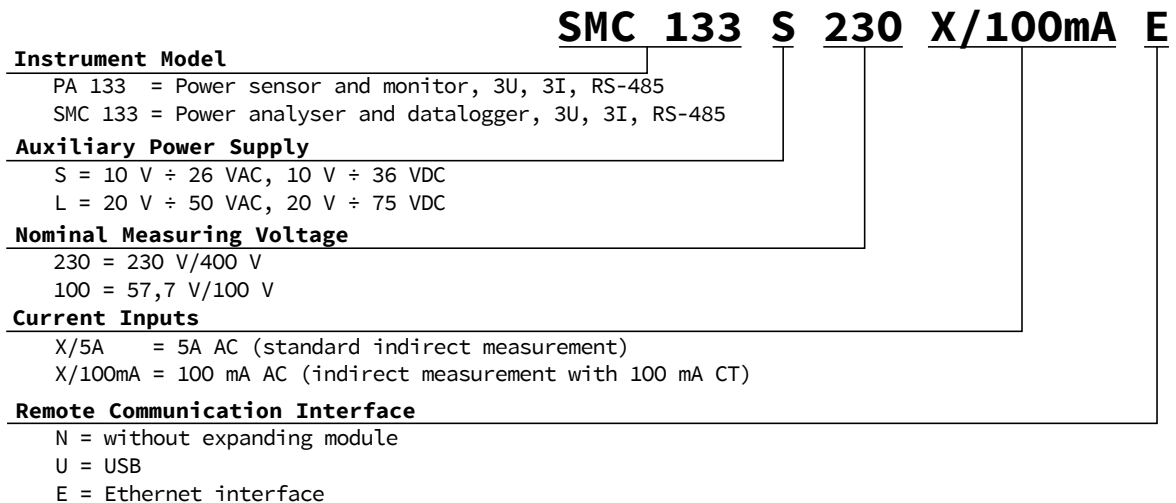 SMC 133 S 230 X/100mA E
Instrument Model
PA 133 = Power sensor and monitor, 3U, 3I, RS-485
SMC 133 = Power analyser and datalogger, 3U, 3I, RS-485
Auxiliary Power Supply
S = 10 V ÷ 26 VAC, 10 V ÷ 36 VDC
L = 20 V ÷ 50 VAC, 20 V ÷ 75 VDC
Nominal Measuring Voltage
230 = 230 V/400 V
100 = 57,7 V/100 V
Current Inputs
X/5A = 5A AC (standard indirect measurement)
X/100mA = 100 mA AC (indirect measurement with 100 mA CT)
Remote Communication Interface
N = without expanding module
U = USB
E = Ethernet interface